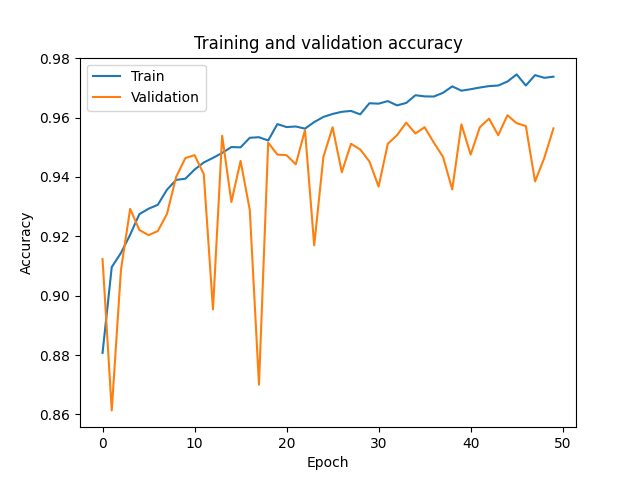 Training and validation accuracy
Train
Validation
0.98
0.96
0.94
0.92
0.90
0.88
0.86
Accuracy
0 10 20 30 40 50
Epoch